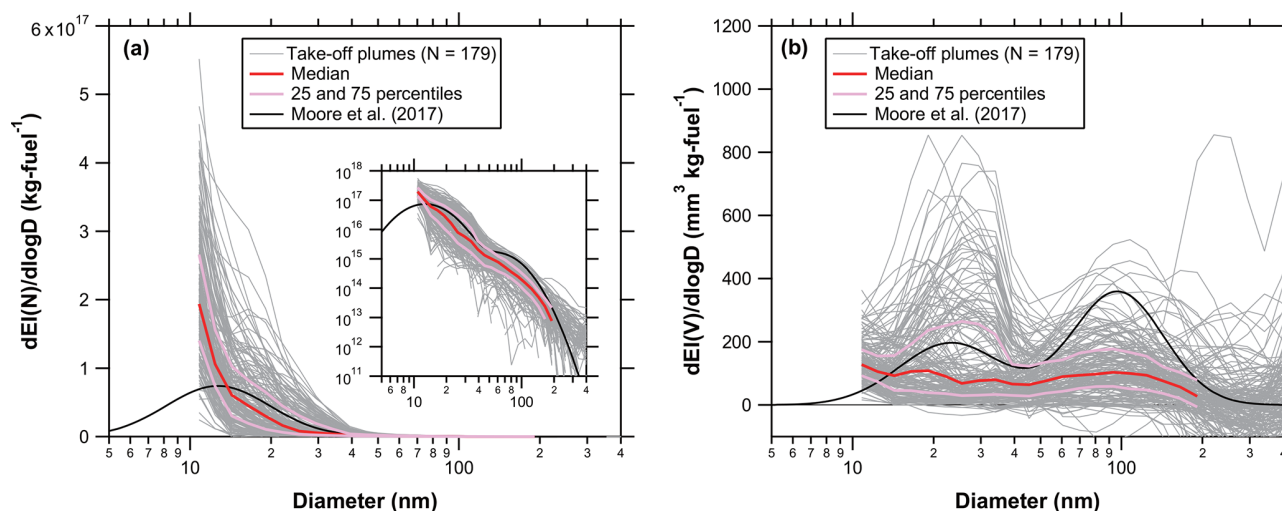 6 x10^17
5
4
3
2
1
0
dEI(N)/dlogD (kg-fuel^-1)
(a)
Take-off plumes (N = 179)
Median
25 and 75 percentiles
Moore et al. (2017)
10^18
10^17
10^16
10^15
10^14
10^13
10^12
10^11
6 8 2 4 6 8 2 4
10 100
5 6 7 8 9 2 3 4 5 6 7 8 9 2 3 4
10 100
Diameter (nm)
1200
1000
800
600
400
200
0
dEI(V)/dlogD (mm^3 kg-fuel^-1)
(b)
Take-off plumes (N = 179)
Median
25 and 75 percentiles
Moore et al. (2017)
5 6 7 8 9 2 3 4 5 6 7 8 9 2 3
10 100
Diameter (nm)